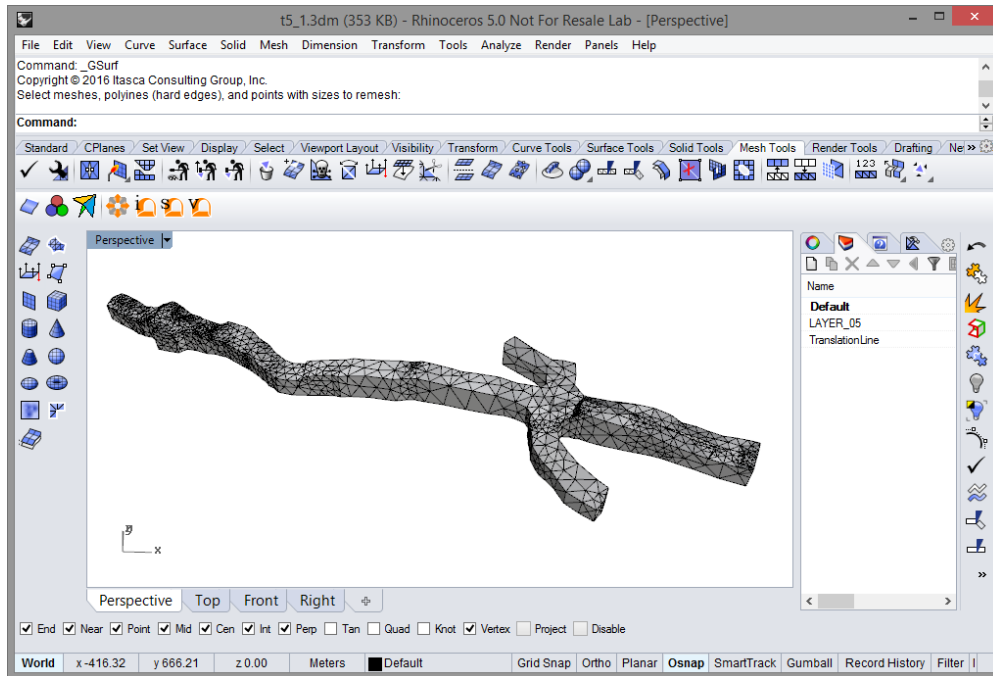 t5_1.3dm (353 KB) - Rhinoceros 5.0 Not For Resale Lab - [Perspective]
File Edit View Curve Surface Solid Mesh Dimension Transform Tools Analyze Render Panels Help
Command: _GSurf
Copyright © 2016 Itasca Consulting Group, Inc.
Select meshes, polyines (hard edges), and points with sizes to remesh:
Command:
Standard CPlanes Set View Display Select Viewport Layout Visibility Transform Curve Tools Surface Tools Solid Tools Mesh Tools Render Tools Drafting Ne »
123
i S V
Perspective
Name
Default
LAYER_05
TranslationLine
x
»
Perspective Top Front Right
End Near Point Mid Cen Int Perp Tan Quad Knot Vertex Project Disable
World x -416.32 y 666.21 z 0.00 Meters Default Grid Snap Ortho Planar Osnap SmartTrack Gumball Record History Filter